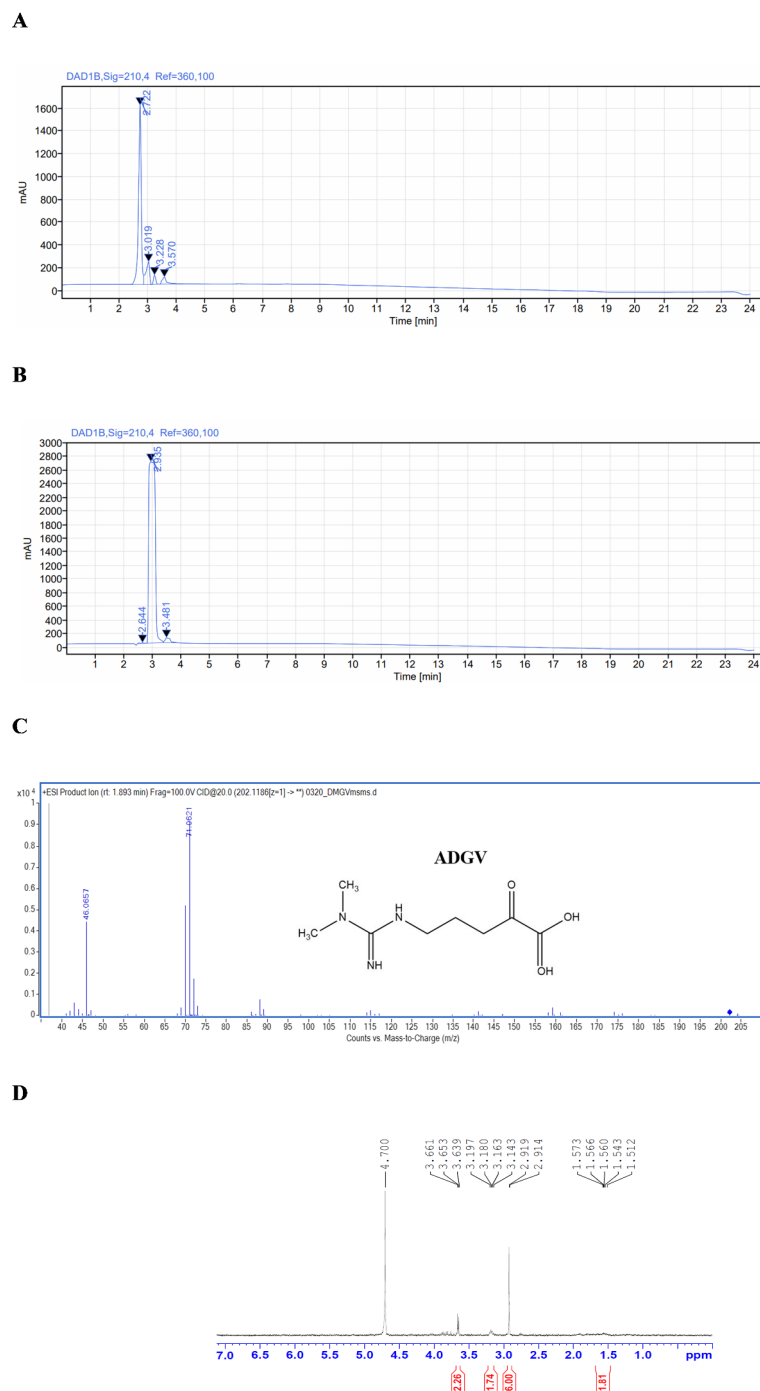 A
DAD1B,Sig=210,4 Ref=360,100
1600
1400
1200
1000
800
600
400
200
0
mAU
2.722
3.019
3.228
3.570
1 2 3 4 5 6 7 8 9 10 11 12 13 14 15 16 17 18 19 20 21 22 23 24
Time [min]
B
DAD1B,Sig=210,4 Ref=360,100
3000
2800
2600
2400
2200
2000
1800
1600
1400
1200
1000
800
600
400
200
0
mAU
2.644
2.935
3.481
1 2 3 4 5 6 7 8 9 10 11 12 13 14 15 16 17 18 19 20 21 22 23 24
Time [min]
C
x10 4
+ESI Product Ion (rt: 1.893 min) Frag=100.0V CID@20.0 (202.1186[z=1] -> **) 0320_DMGVmsms.d
1
0.9
0.8
0.7
0.6
0.5
0.4
0.3
0.2
0.1
0
46.0657
71.0621
ADGV
CH3
H3C
N
NH
H
N
O
OH
OH
40 45 50 55 60 65 70 75 80 85 90 95 100 105 110 115 120 125 130 135 140 145 150 155 160 165 170 175 180 185 190 195 200 205
Counts vs. Mass-to-Charge (m/z)
D
4.700
3.661
3.653
3.639
3.197
3.180
3.163
3.143
2.919
2.914
1.573
1.566
1.560
1.543
1.512
7.0 6.5 6.0 5.5 5.0 4.5 4.0 3.5 3.0 2.5 2.0 1.5 1.0 ppm
2.26
1.74
6.00
1.81